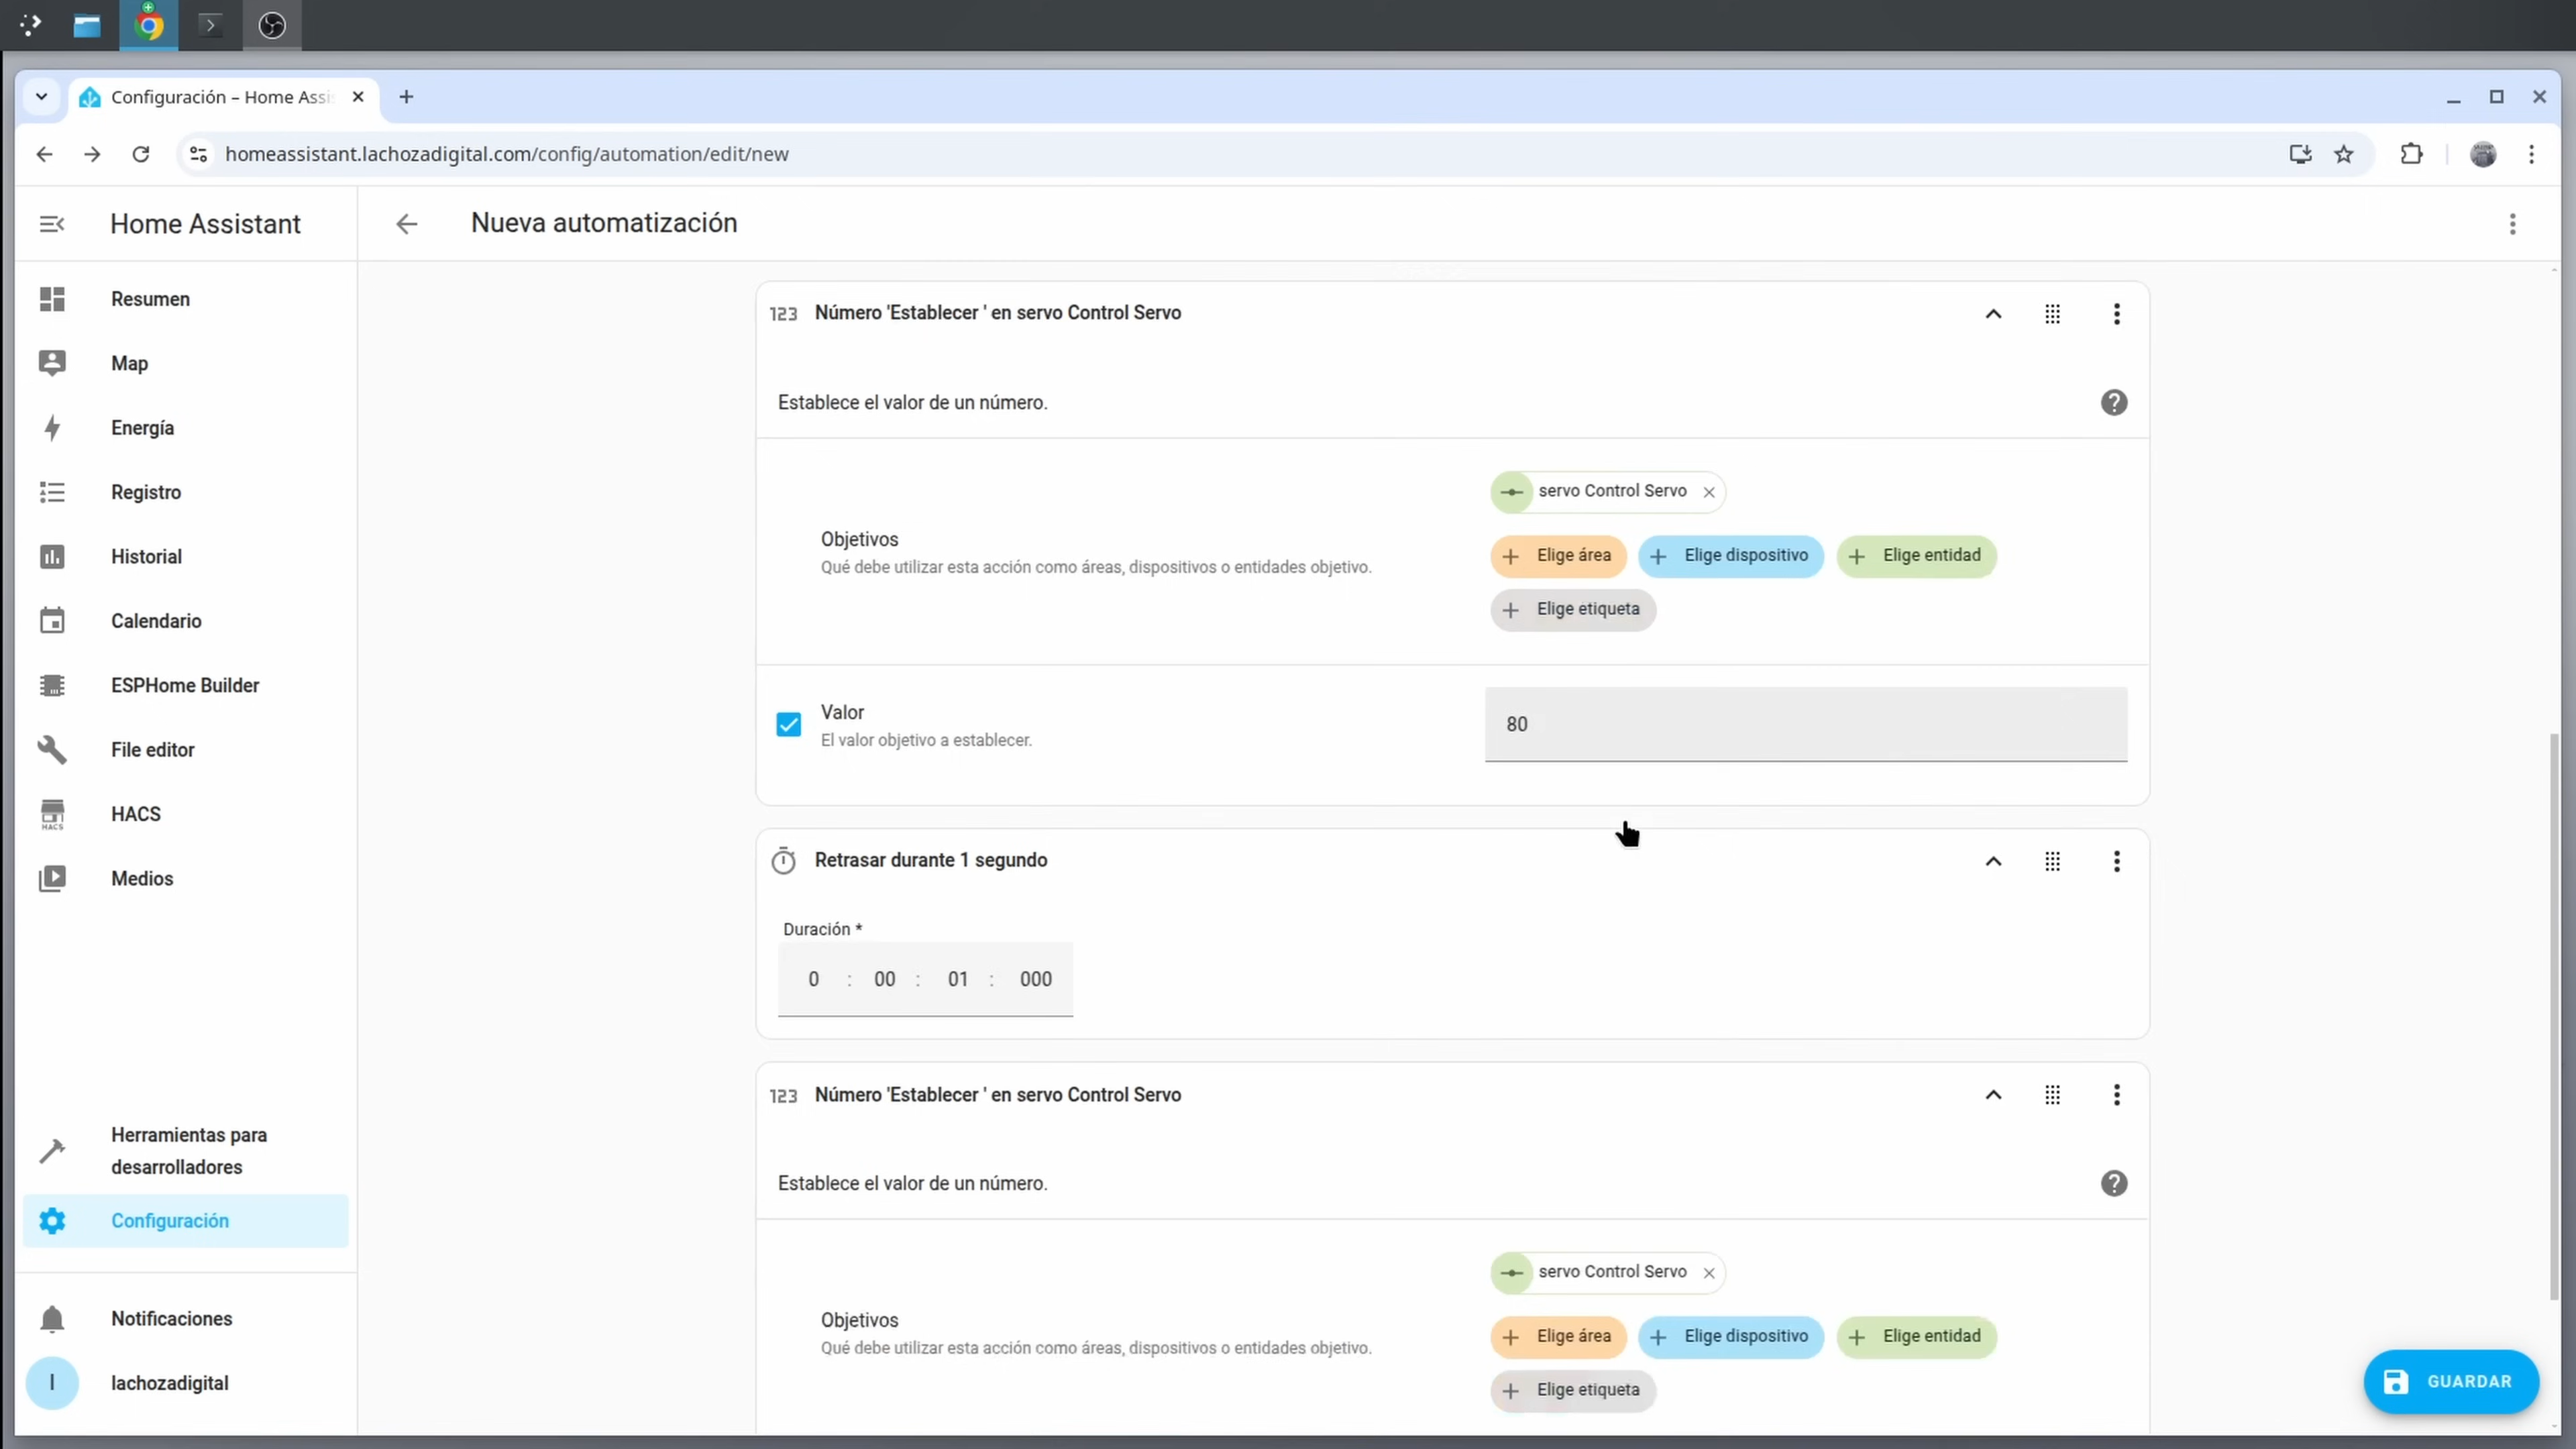 Configuración – Home Assi
homeassistant.lachozadigital.com/config/automation/edit/new
Home Assistant
Nueva automatización
Resumen
Map
Energía
Registro
Historial
Calendario
ESPHome Builder
File editor
HACS
HACS
Medios
Herramientas para
desarrolladores
Configuración
Notificaciones
l
lachozadigital
123 Número 'Establecer ' en servo Control Servo
Establece el valor de un número.
servo Control Servo
Objetivos
Qué debe utilizar esta acción como áreas, dispositivos o entidades objetivo.
+ Elige área + Elige dispositivo + Elige entidad
+ Elige etiqueta
Valor
El valor objetivo a establecer.
80
Retrasar durante 1 segundo
Duración *
0 : 00 : 01 : 000
123 Número 'Establecer ' en servo Control Servo
Establece el valor de un número.
servo Control Servo
Objetivos
Qué debe utilizar esta acción como áreas, dispositivos o entidades objetivo.
+ Elige área + Elige dispositivo + Elige entidad
+ Elige etiqueta
GUARDAR